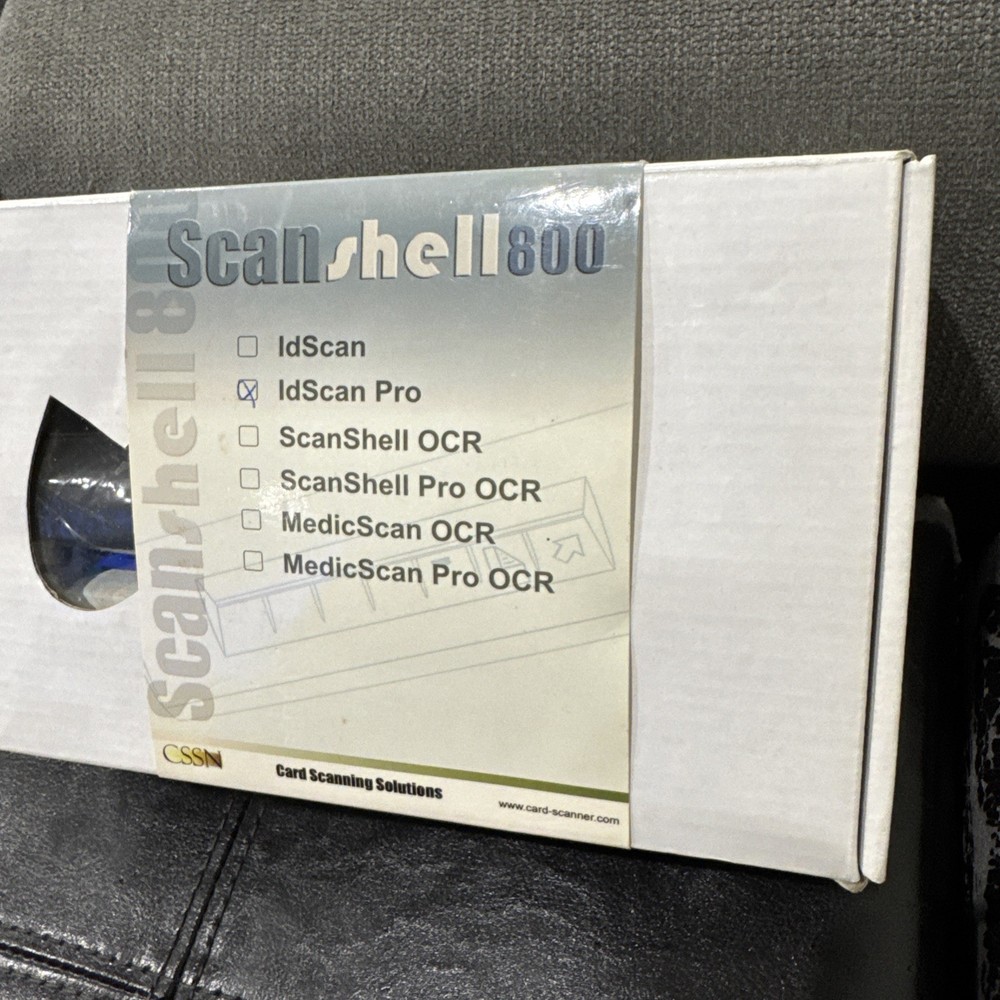 Scanshell800
Scanshell 800
IdScan
IdScan Pro
ScanShell OCR
ScanShell Pro OCR
MedicScan OCR
MedicScan Pro OCR
CSSN
Card Scanning Solutions
www.card-scanner.com